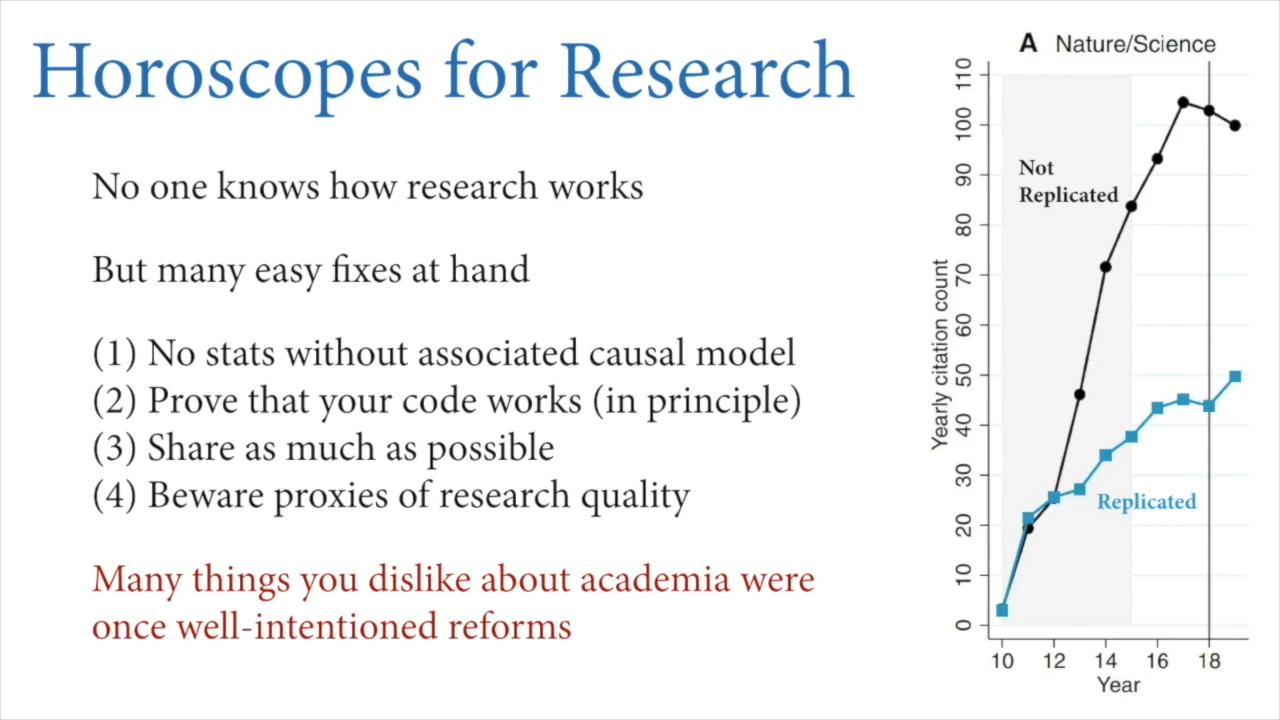 Horoscopes for Research
No one knows how research works
But many easy fixes at hand
(1) No stats without associated causal model
(2) Prove that your code works (in principle)
(3) Share as much as possible
(4) Beware proxies of research quality
Many things you dislike about academia were
once well-intentioned reforms
A Nature/Science
Yearly citation count
110
100
90
80
70
60
50
40
30
20
10
0
Not
Replicated
Replicated
10 12 14 16 18
Year